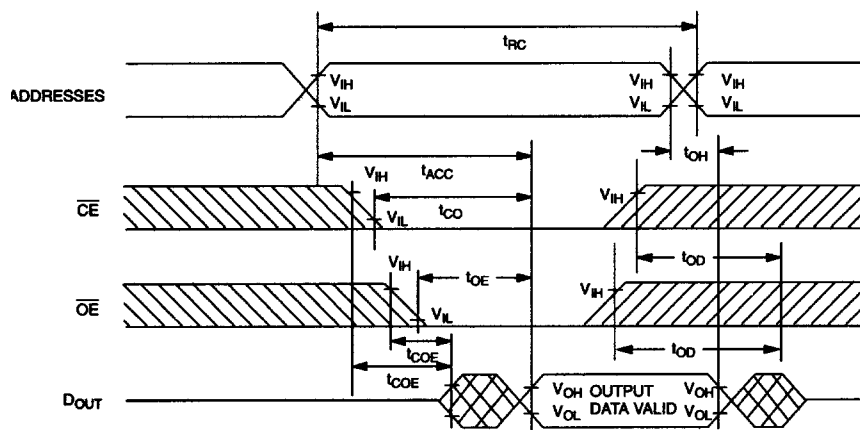 tRC
ADDRESSES
VIH VIH VIH
VIL VIL VIL
tOH
tACC
VIH VIH
CE
tCO
VIL
tOD
VIH
tOE
VIH
OE
VIL
tCOE
tOD
tCOE
DOUT
VOH OUTPUT VOH
VOL DATA VALID VOL